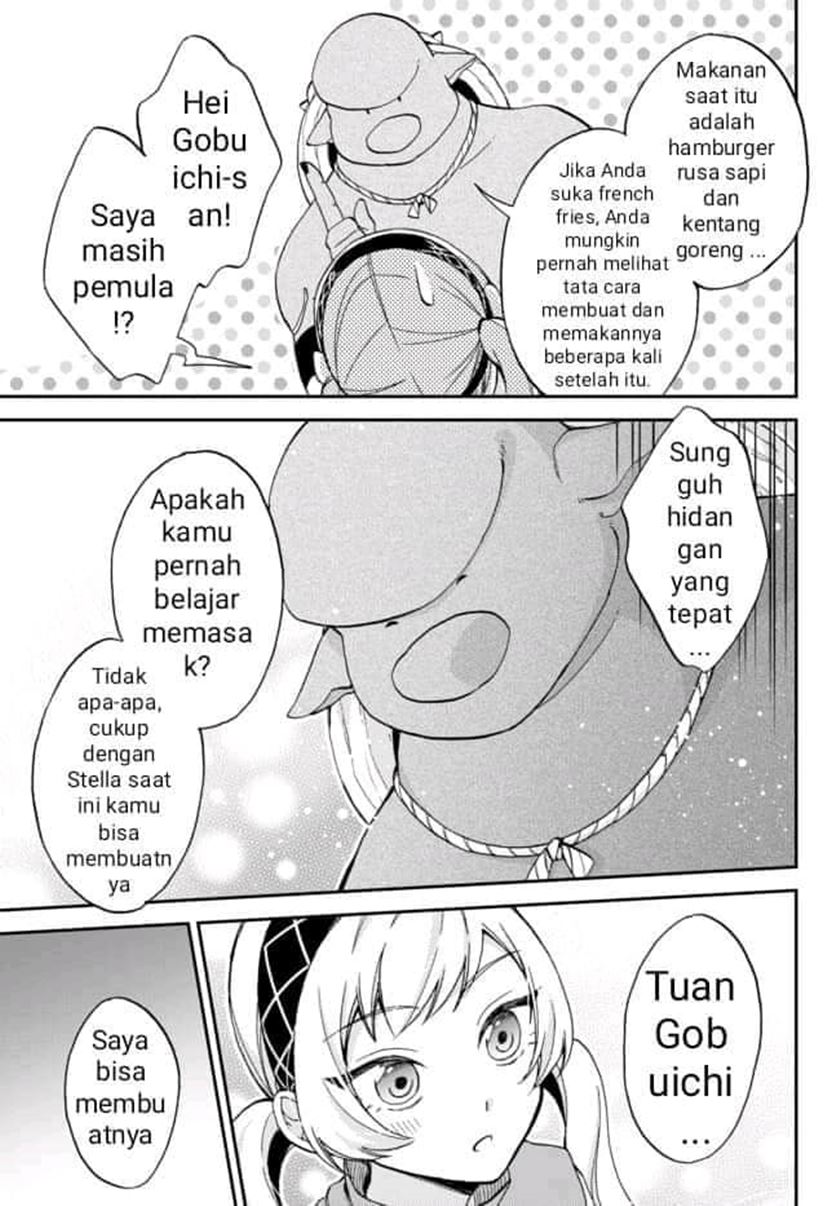 Makanan
saat itu
adalah
hamburger
rusa sapi
dan
kentang
goreng ...
Jika Anda
suka french
fries, Anda
mungkin
pernah melihat
tata cara
membuat dan
memakannya
beberapa kali
setelah itu.
Hei
Gobu
ichi-s
an!
Saya
masih
pemula
!?
Sung
guh
hidan
gan
yang
tepat
...
Apakah
kamu
pernah
belajar
memasa
k?
Tidak
apa-apa,
cukup
dengan
Stella saat
ini kamu
bisa
membuatn
ya
Tuan
Gob
uichi
...
Saya
bisa
membu
atnya